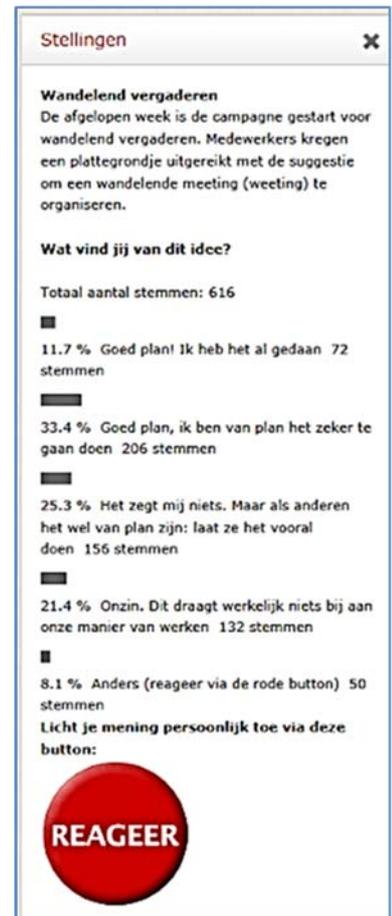 Stellingen
Wandelend vergaderen
De afgelopen week is de campagne gestart voor
wandelend vergaderen. Medewerkers kregen
een plattegrondje uitgereikt met de suggestie
om een wandelende meeting (weeting) te
organiseren.
Wat vind jij van dit idee?
Totaal aantal stemmen: 616
11.7 % Goed plan! Ik heb het al gedaan 72
stemmen
33.4 % Goed plan, ik ben van plan het zeker te
gaan doen 206 stemmen
25.3 % Het zegt mij niets. Maar als anderen
het wel van plan zijn: laat ze het vooral
doen 156 stemmen
21.4 % Onzin. Dit draagt werkelijk niets bij aan
onze manier van werken 132 stemmen
8.1 % Anders (reageer via de rode button) 50
stemmen
Licht je mening persoonlijk toe via deze
button:
REAGEER